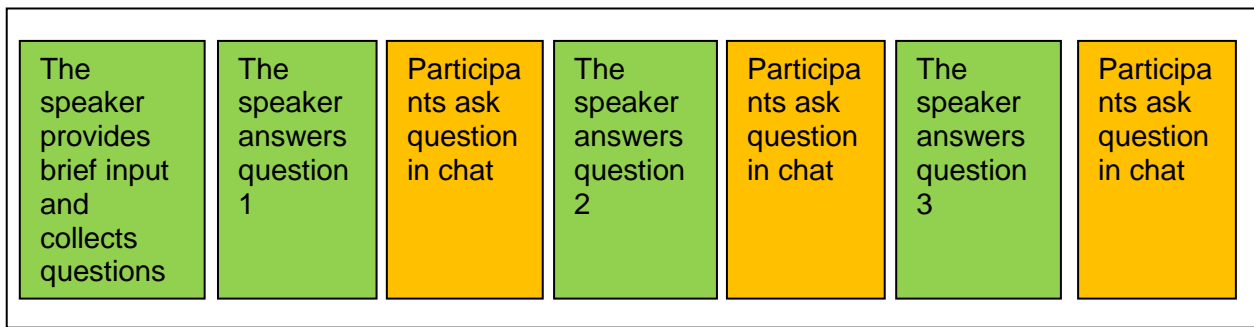 The
speaker
provides
brief input
and
collects
questions
The
speaker
answers
question
1
Participa
nts ask
question
in chat
The
speaker
answers
question
2
Participa
nts ask
question
in chat
The
speaker
answers
question
3
Participa
nts ask
question
in chat